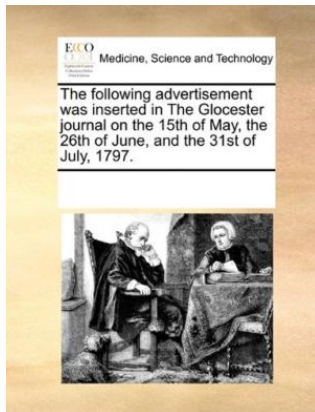 ECCO
Medicine, Science and Technology
The following advertisement
was inserted in The Glocester
journal on the 15th of May, the
26th of June, and the 31st of
July, 1797.